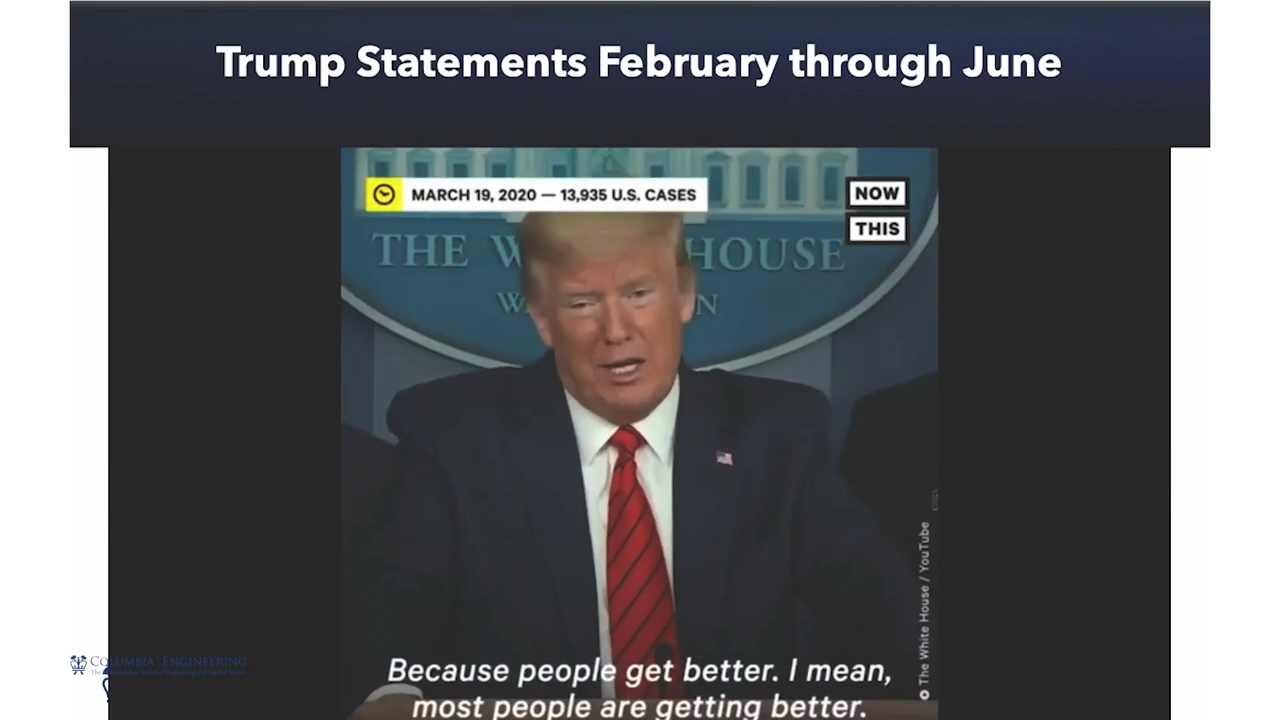 Trump Statements February through June
MARCH 19, 2020 — 13,935 U.S. CASES
NOW
THIS
THE W HOUSE
W N
© The White House / YouTube
COLUMBIA | ENGINEERING
Because people get better. I mean,
most people are getting better.